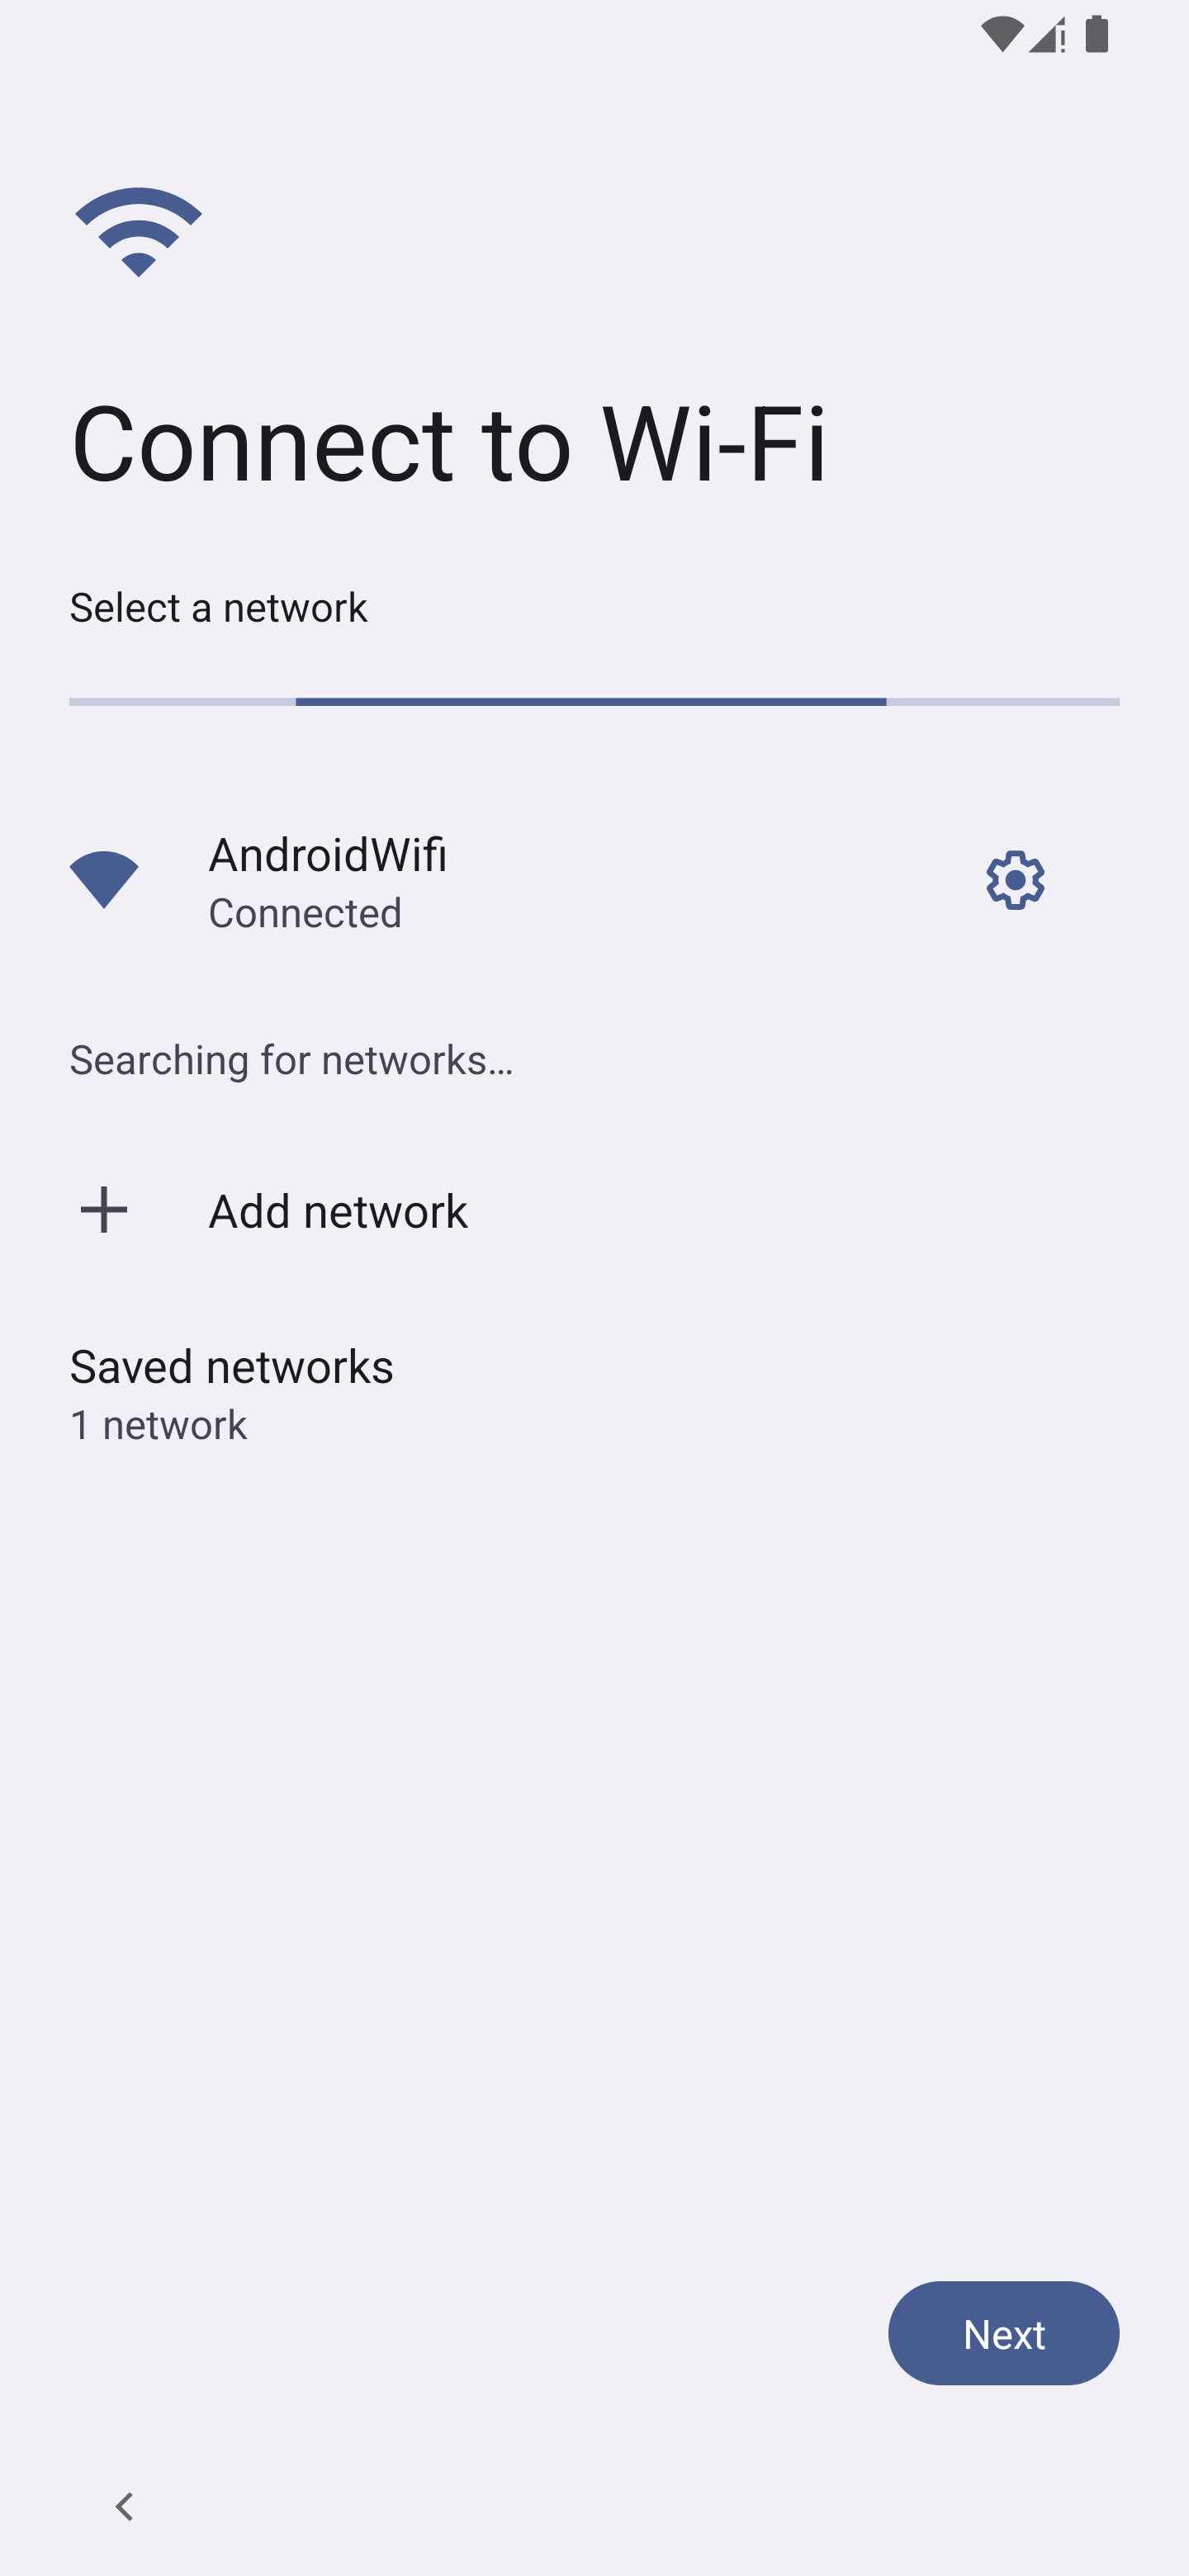 Connect to Wi-Fi
Select a network
AndroidWifi
Connected
Searching for networks…
Add network
Saved networks
1 network
Next